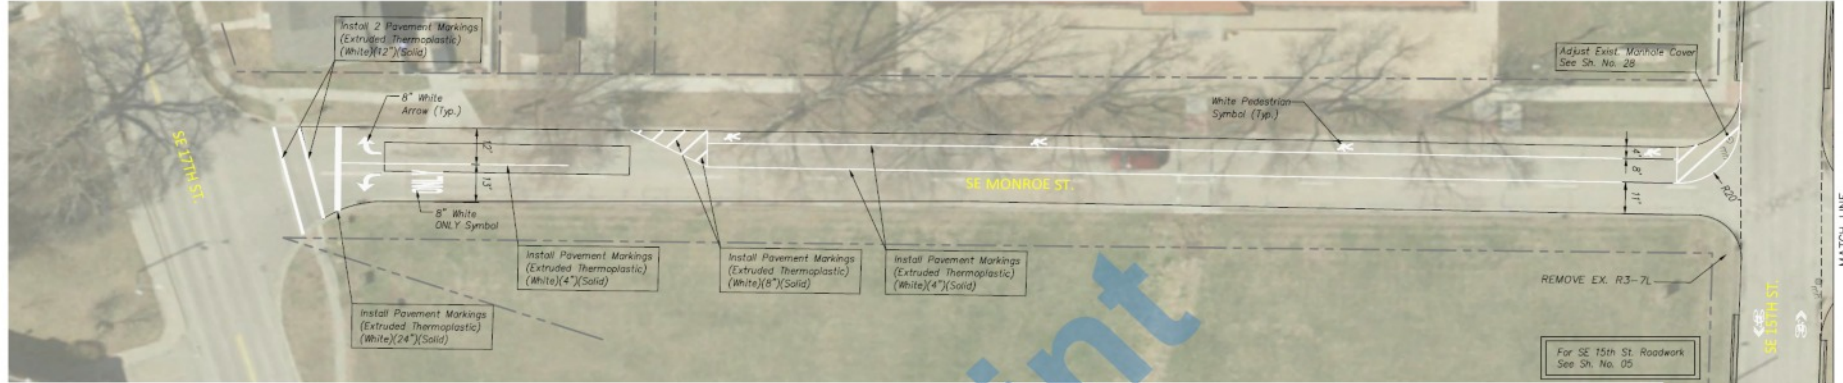 Install 2 Pavement Markings
(Extruded Thermoplastic)
(White)(12")(Solid)
8" White
Arrow (Typ.)
White Pedestrian
Symbol (Typ.)
Adjust Exist. Manhole Cover
See Sh. No. 28
SE 17TH ST.
12'
13'
ONLY
SE MONROE ST.
8'
11'
R20'
8" White
ONLY Symbol
Install Pavement Markings
(Extruded Thermoplastic)
(White)(4")(Solid)
Install Pavement Markings
(Extruded Thermoplastic)
(White)(8")(Solid)
Install Pavement Markings
(Extruded Thermoplastic)
(White)(4")(Solid)
Install Pavement Markings
(Extruded Thermoplastic)
(White)(24")(Solid)
REMOVE EX. R3-7L
SE 15TH ST.
For SE 15th St. Roadwork
See Sh. No. 05
MATCH LINE
int